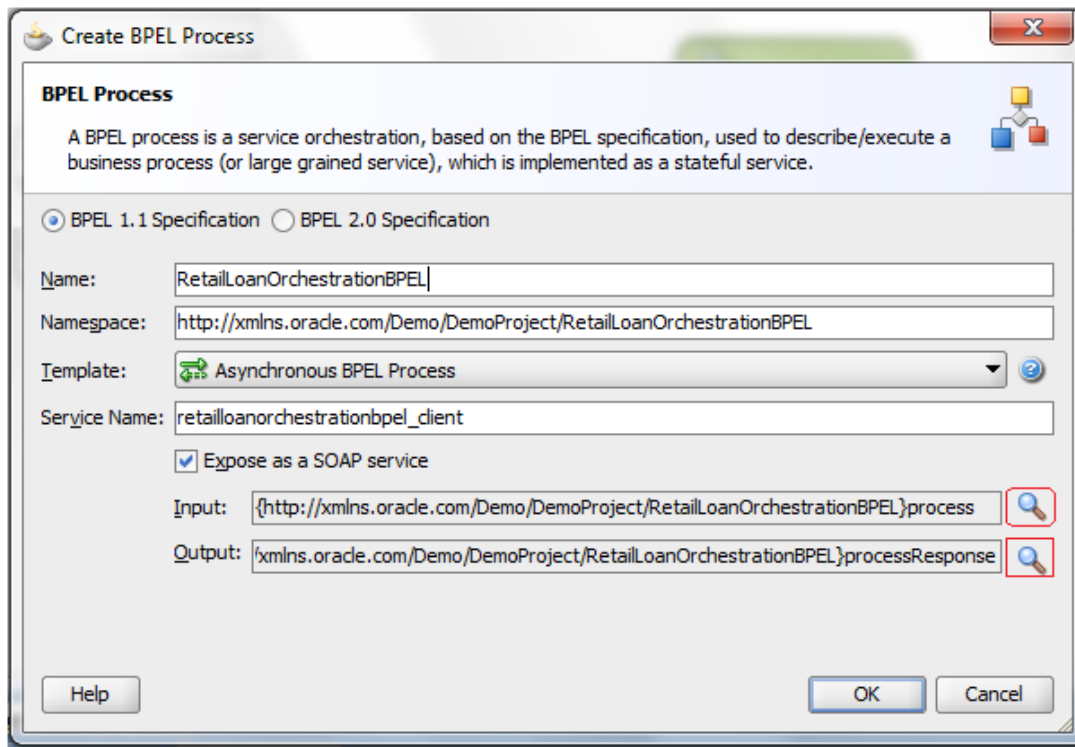 Create BPEL Process
BPEL Process
A BPEL process is a service orchestration, based on the BPEL specification, used to describe/execute a
business process (or large grained service), which is implemented as a stateful service.
BPEL 1.1 Specification BPEL 2.0 Specification
Name: RetailLoanOrchestrationBPEL
Namespace: http://xmlns.oracle.com/Demo/DemoProject/RetailLoanOrchestrationBPEL
Template: Asynchronous BPEL Process
Service Name: retailloanorchestrationbpel_client
Expose as a SOAP service
Input: {http://xmlns.oracle.com/Demo/DemoProject/RetailLoanOrchestrationBPEL}process
Output: /xmlns.oracle.com/Demo/DemoProject/RetailLoanOrchestrationBPEL}processResponse
Help OK Cancel